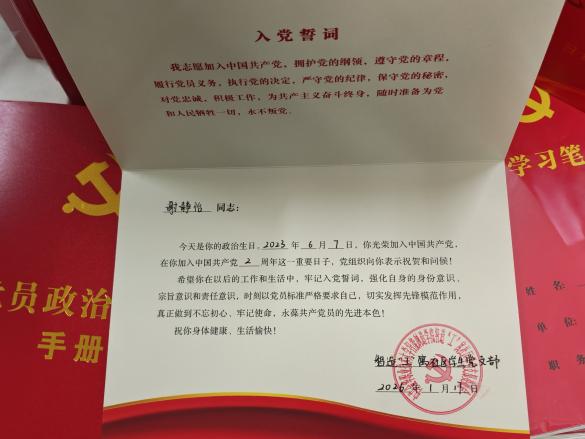 入党誓词
我志愿加入中国共产党，拥护党的纲领，遵守党的章程，
履行党员义务，执行党的决定，严守党的纪律，保守党的秘密，
对党忠诚，积极工作，为共产主义奋斗终身，随时准备为党
和人民牺牲一切，永不叛党。
谢静怡 同志：
今天是你的政治生日，2023 年 6 月 7 日，你光荣加入中国共产党，
在你加入中国共产党 2 周年这一重要日子，党组织向你表示祝贺和问候！
希望你在以后的工作和生活中，牢记入党誓词，强化自身的身份意识、
宗旨意识和责任意识，时刻以党员标准严格要求自己，切实发挥先锋模范作用，
真正做到不忘初心、牢记使命，永葆共产党员的先进本色！
祝你身体健康、生活愉快！
学生党支部
年 1 月
党员政治
手册
学习笔
姓名
单位：
职务